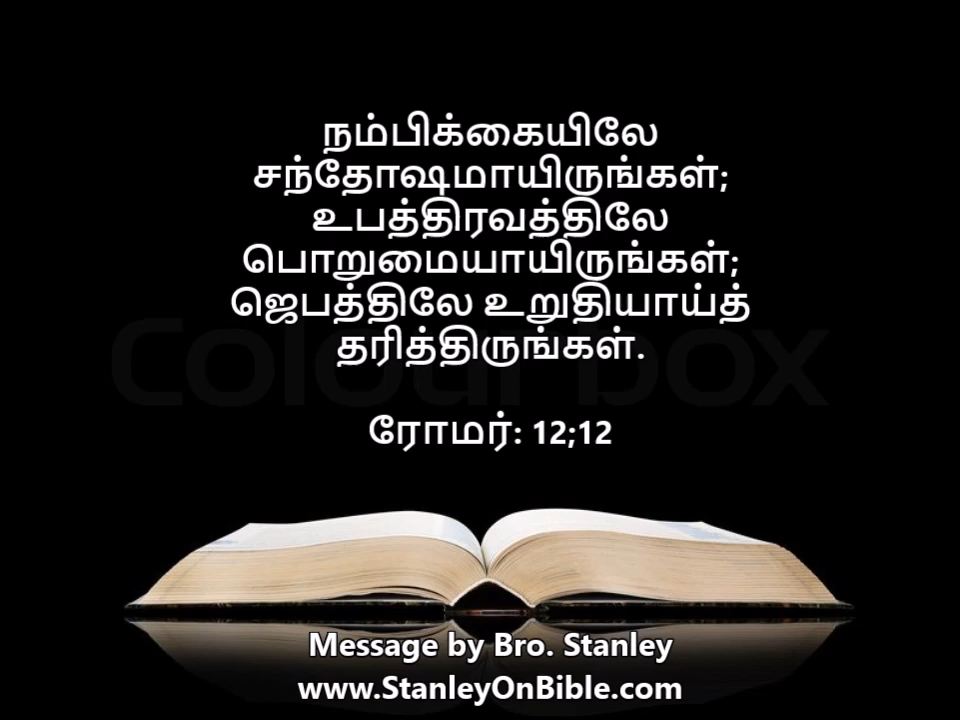 நம்பிக்கையிலே
சந்தோஷமாயிருங்கள்;
உபத்திரவத்திலே
பொறுமையாயிருங்கள்;
ஜெபத்திலே உறுதியாய்த்
தரித்திருங்கள்.
Colourbox
ரோமர்: 12;12
Message by Bro. Stanley
www.StanleyOnBible.com